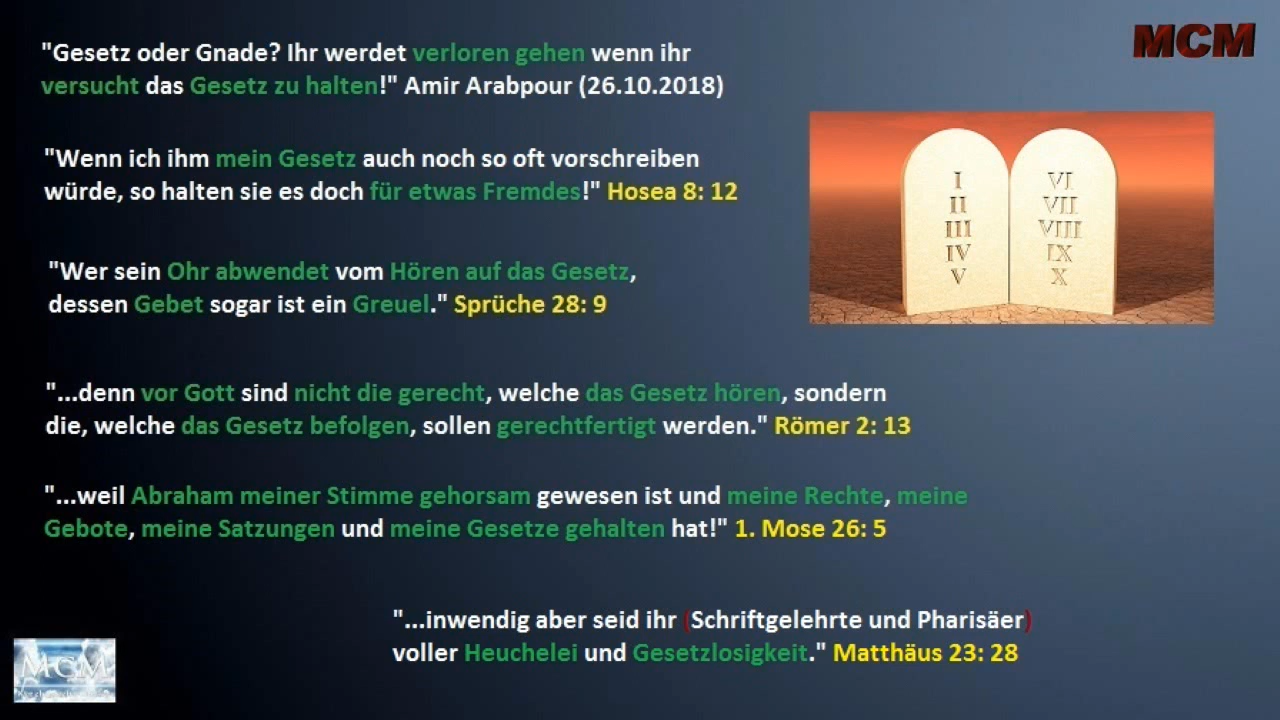 MCM
"Gesetz oder Gnade? Ihr werdet verloren gehen wenn ihr
versucht das Gesetz zu halten!" Amir Arabpour (26.10.2018)
"Wenn ich ihm mein Gesetz auch noch so oft vorschreiben
würde, so halten sie es doch für etwas Fremdes!" Hosea 8: 12
I VI
II VII
III VIII
IV IX
V X
"Wer sein Ohr abwendet vom Hören auf das Gesetz,
dessen Gebet sogar ist ein Greuel." Sprüche 28: 9
"...denn vor Gott sind nicht die gerecht, welche das Gesetz hören, sondern
die, welche das Gesetz befolgen, sollen gerechtfertigt werden." Römer 2: 13
"...weil Abraham meiner Stimme gehorsam gewesen ist und meine Rechte, meine
Gebote, meine Satzungen und meine Gesetze gehalten hat!" 1. Mose 26: 5
"...inwendig aber seid ihr (Schriftgelehrte und Pharisäer)
voller Heuchelei und Gesetzlosigkeit." Matthäus 23: 28
MCM